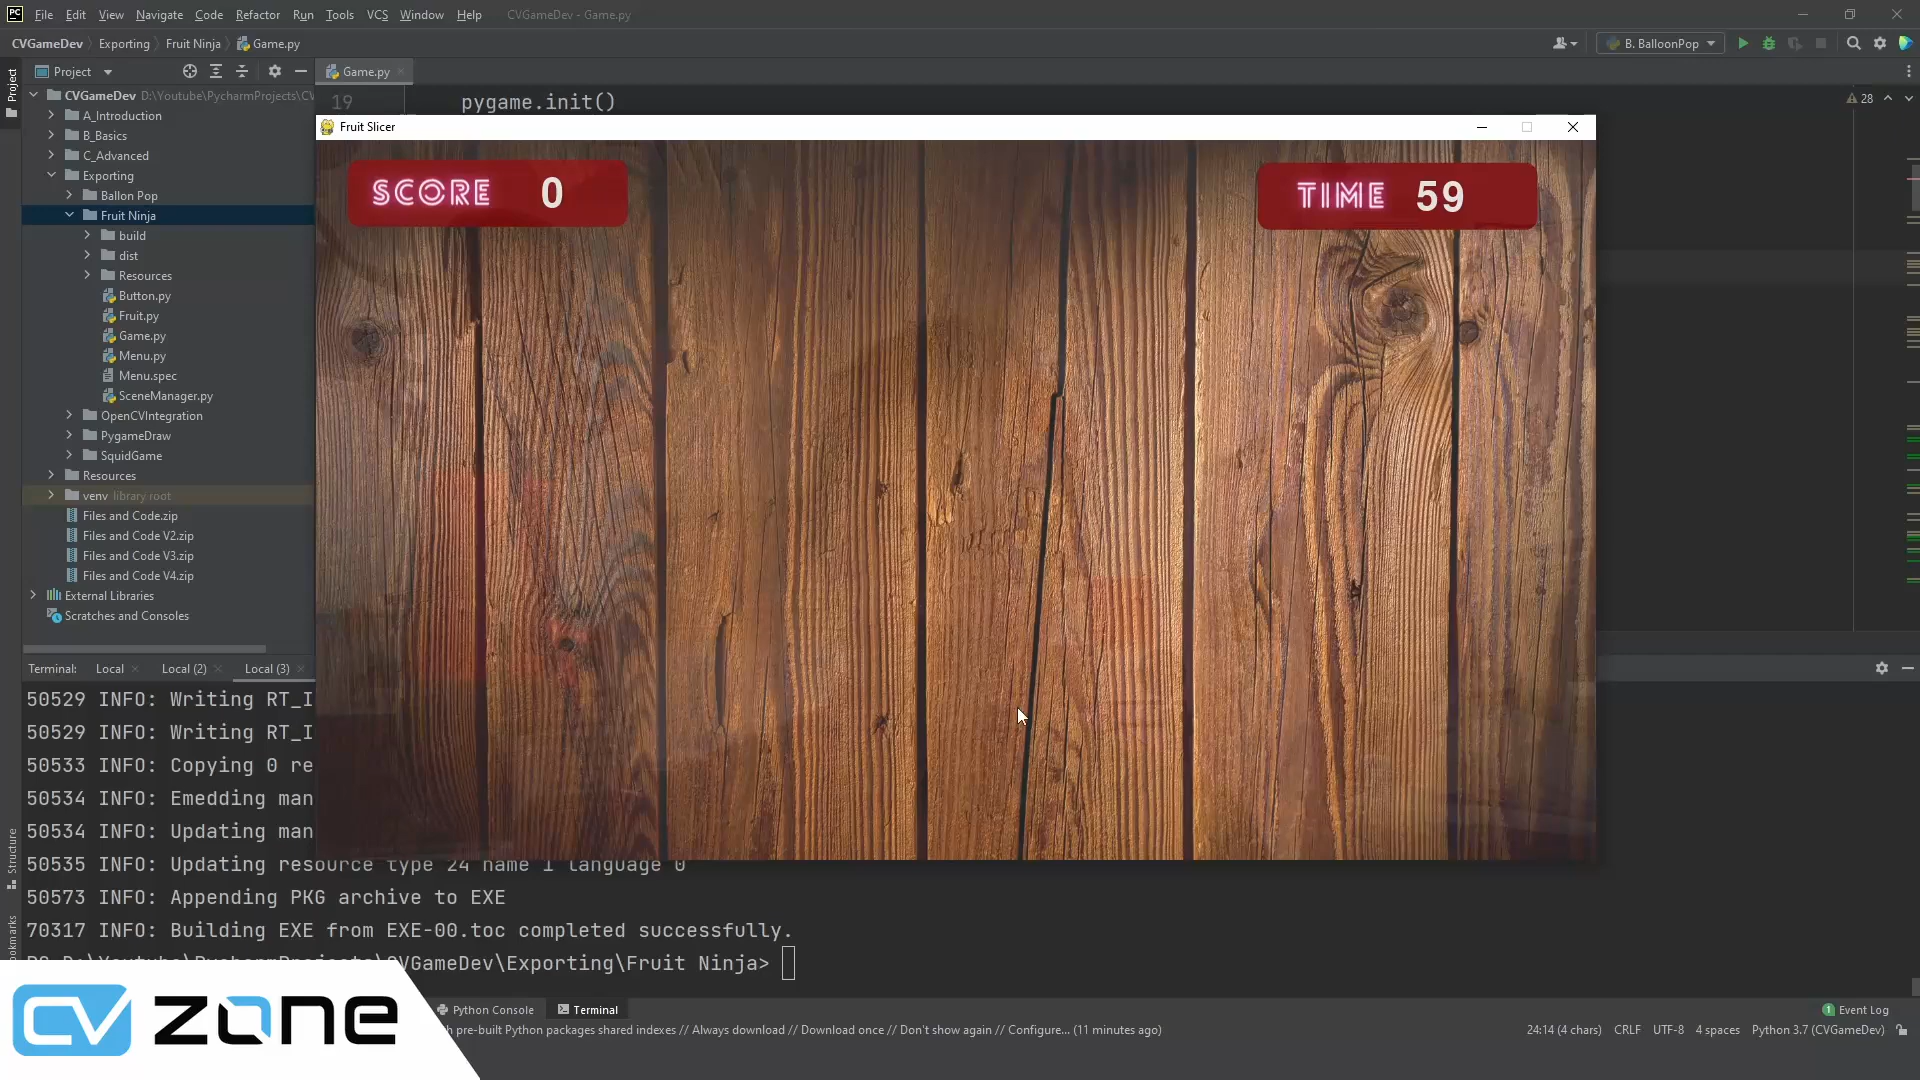 PC File Edit View Navigate Code Refactor Run Tools VCS Window Help CVGameDev - Game.py
CVGameDev Exporting Fruit Ninja Game.py B. BalloonPop
Project
Project
Game.py
CVGameDev D:\Youtube\PycharmProjects\CV
A_Introduction
B_Basics
C_Advanced
Exporting
Ballon Pop
Fruit Ninja
build
dist
Resources
Button.py
Fruit.py
Game.py
Menu.py
Menu.spec
SceneManager.py
OpenCVIntegration
PygameDraw
SquidGame
Resources
venv library root
Files and Code.zip
Files and Code V2.zip
Files and Code V3.zip
Files and Code V4.zip
External Libraries
Scratches and Consoles
19 pygame.init()
28
Fruit Slicer
SCORE 0
TIME 59
Structure
Terminal: Local Local (2) Local (3)
50529 INFO: Writing RT_I
50529 INFO: Writing RT_I
50533 INFO: Copying 0 re
50534 INFO: Emedding man
50534 INFO: Updating man
50535 INFO: Updating resource type 24 name 1 language 0
50573 INFO: Appending PKG archive to EXE
70317 INFO: Building EXE from EXE-00.toc completed successfully.
VGameDev\Exporting\Fruit Ninja>
Python Console Terminal
1 Event Log
pre-built Python packages shared indexes // Always download // Download once // Don't show again // Configure... (11 minutes ago)
24:14 (4 chars) CRLF UTF-8 4 spaces Python 3.7 (CVGameDev)
CV ZONE